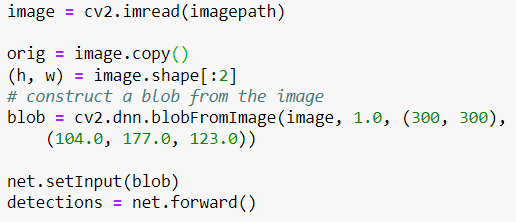 image = cv2.imread(imagepath)
orig = image.copy()
(h, w) = image.shape[:2]
# construct a blob from the image
blob = cv2.dnn.blobFromImage(image, 1.0, (300, 300),
    (104.0, 177.0, 123.0))
net.setInput(blob)
detections = net.forward()